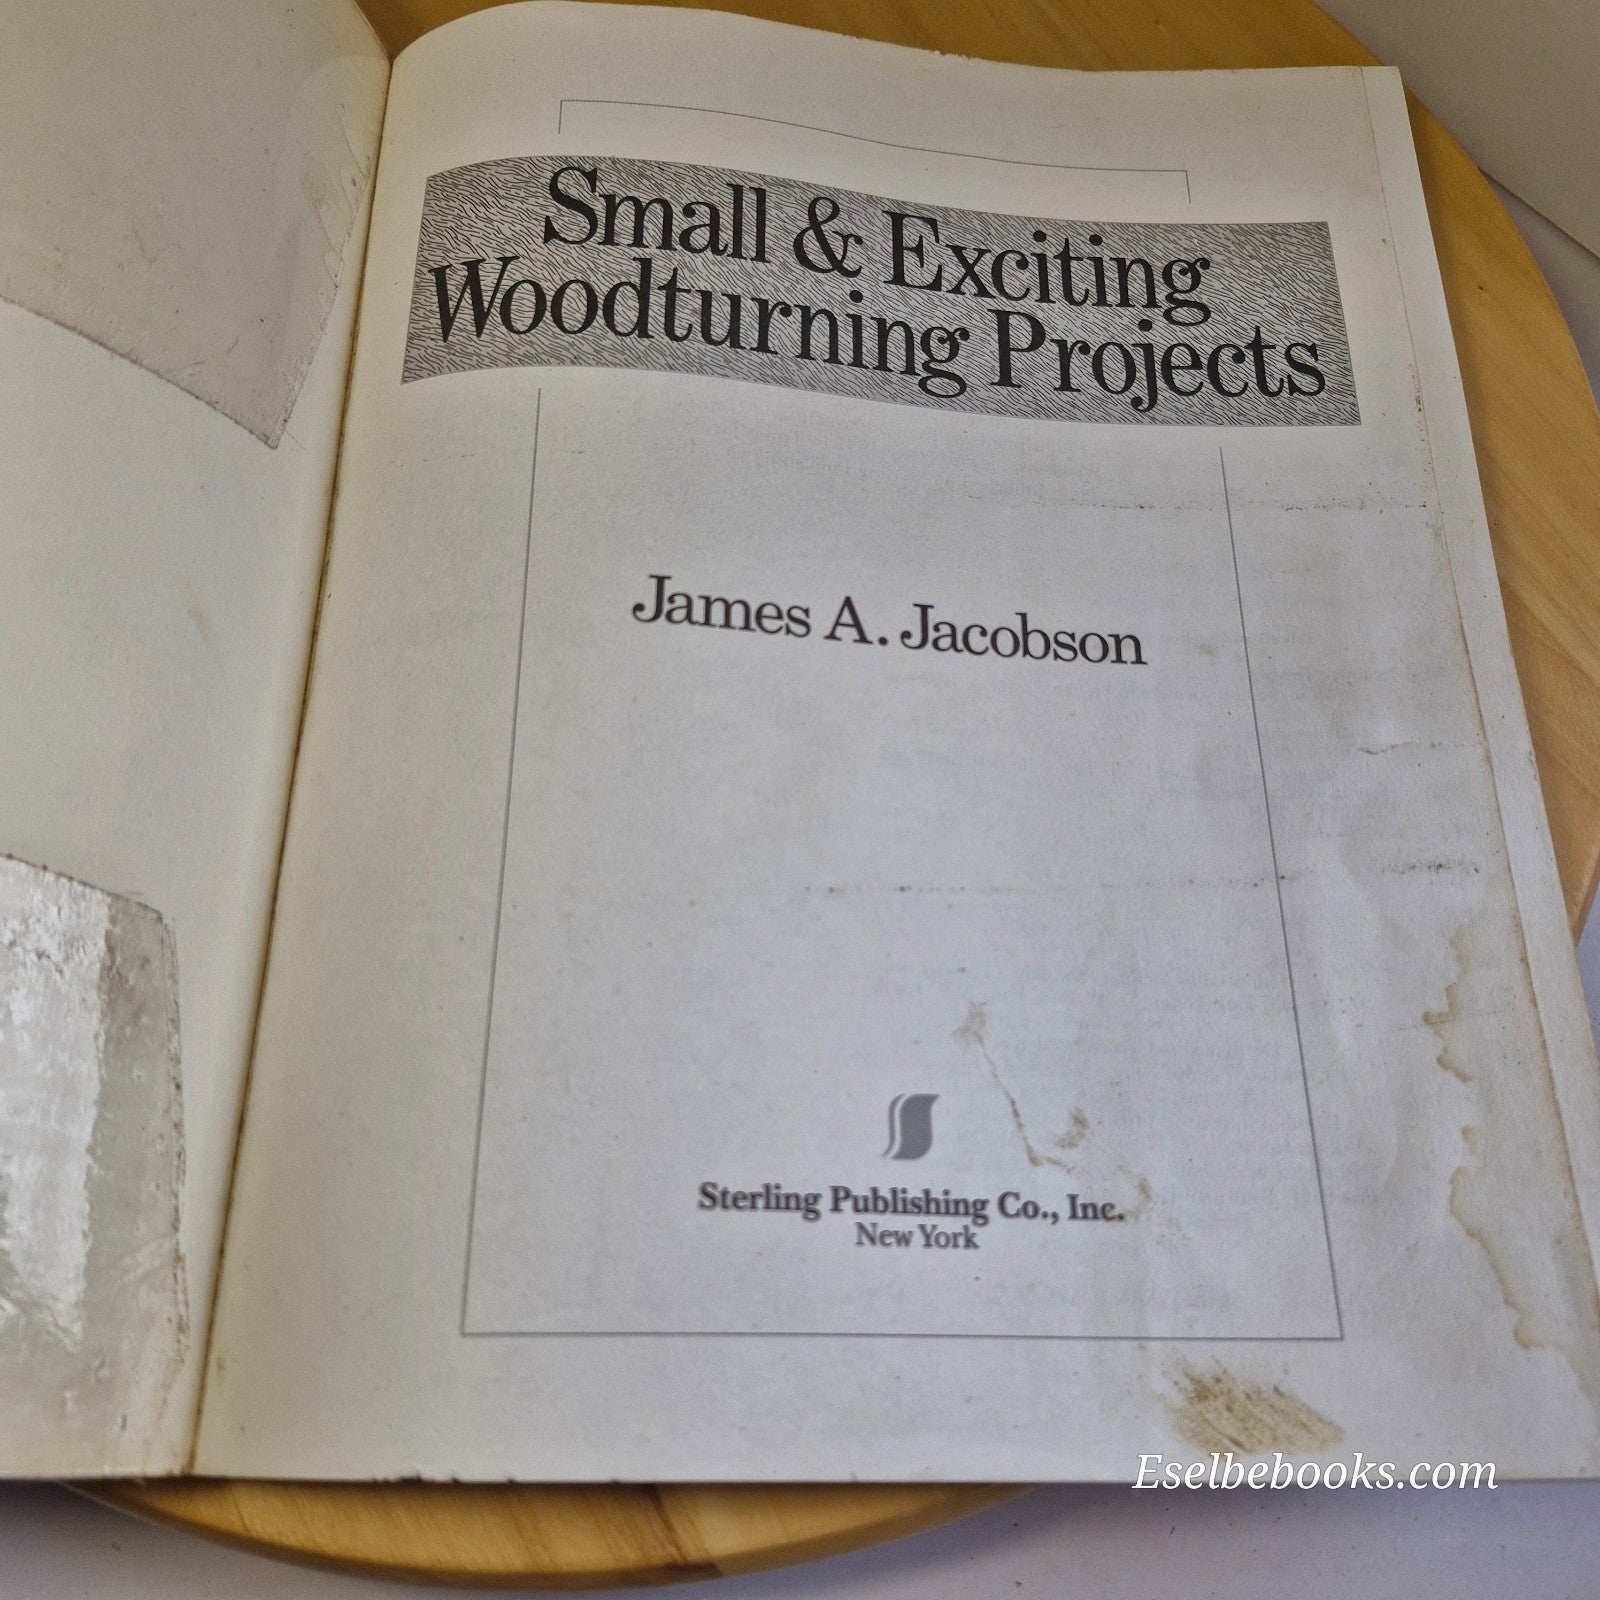 Small & Exciting
Woodturning Projects
James A. Jacobson
Sterling Publishing Co., Inc.
New York
Eselbebooks.com